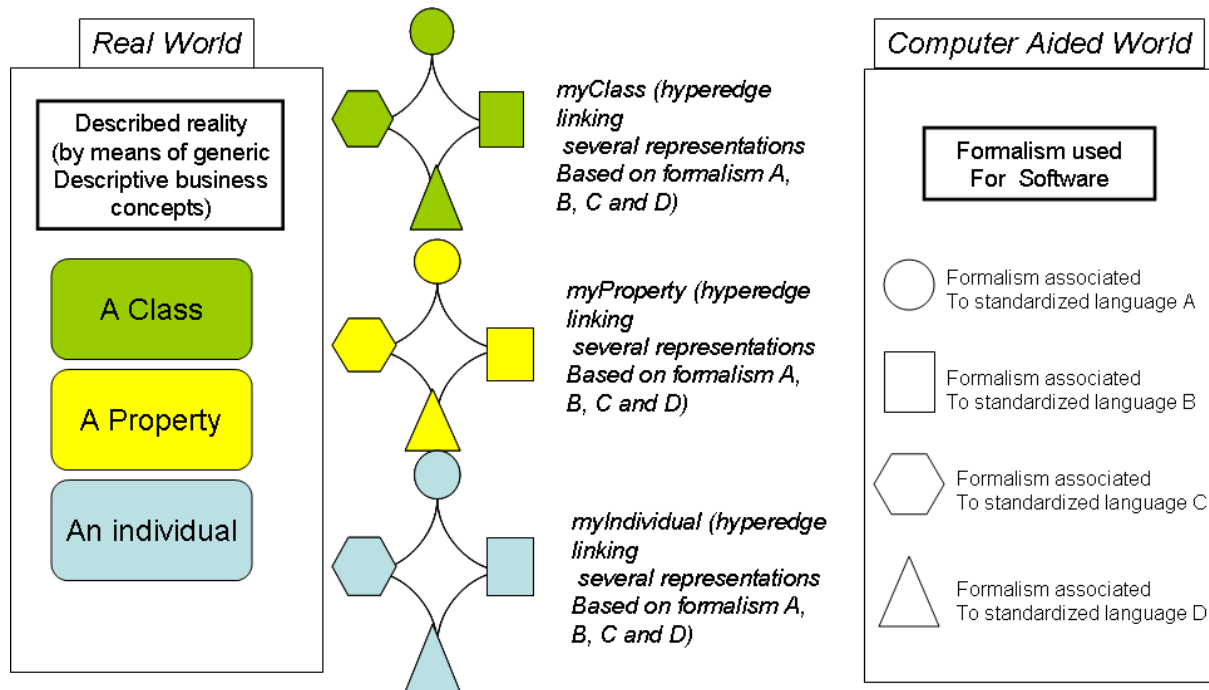 Real World
Described reality
(by means of generic
Descriptive business
concepts)
A Class
A Property
An individual
myClass (hyperedge
linking
several representations
Based on formalism A,
B, C and D)
myProperty (hyperedge
linking
several representations
Based on formalism A,
B, C and D)
myIndividual (hyperedge
linking
several representations
Based on formalism A,
B, C and D)
Computer Aided World
Formalism used
For Software
Formalism associated
To standardized language A
Formalism associated
To standardized language B
Formalism associated
To standardized language C
Formalism associated
To standardized language D